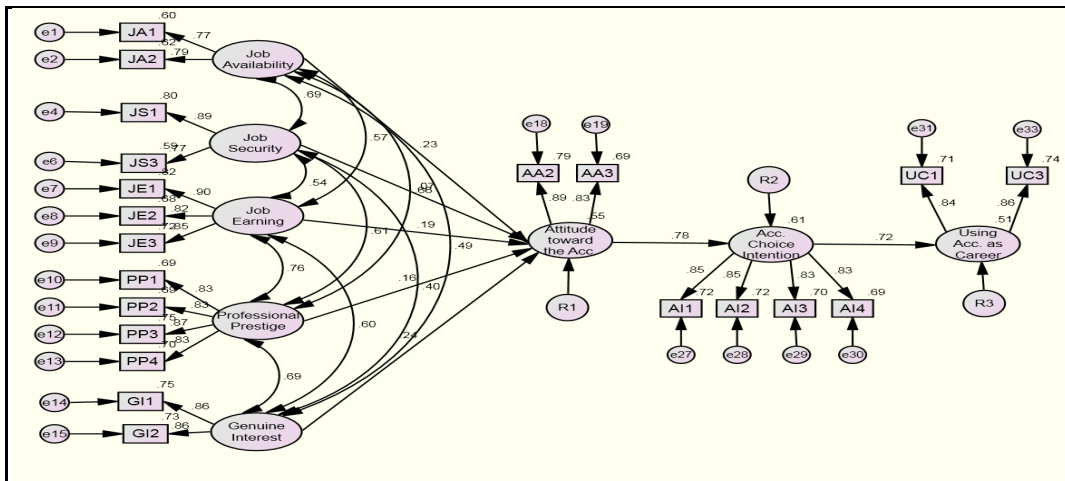 .60
e1 JA1 .77
.62
e2 JA2 .79
Job
Availability
.69
.57
.23
.80
e4 JS1 .89
Job
Security
.59
e6 JS3 .77
.54
.07
.82
e7 JE1 .90
.68
e8 JE2 .82
.72
e9 JE3 .85
Job
Earning
.19
.61
.49
.76
.69
e10 PP1 .83
e11 PP2 .83
.75
e12 PP3 .87
.70
e13 PP4 .83
Professional
Prestige
.16
.40
.60
.24
.69
.75
e14 GI1 .86
.73
e15 GI2 .86
Genuine
Interest
e18 e19
.79 .69
AA2 AA3
.89 .83
.55
Attitude
toward
the Acc
R1
.78
R2
.61
Acc.
Choice
Intention
.85 .85 .83 .83
.72 .72 .70 .69
AI1 AI2 AI3 AI4
e27 e28 e29 e30
.72
e31 e33
.71 .74
UC1 UC3
.84 .86
.51
Using
Acc. as
Career
R3